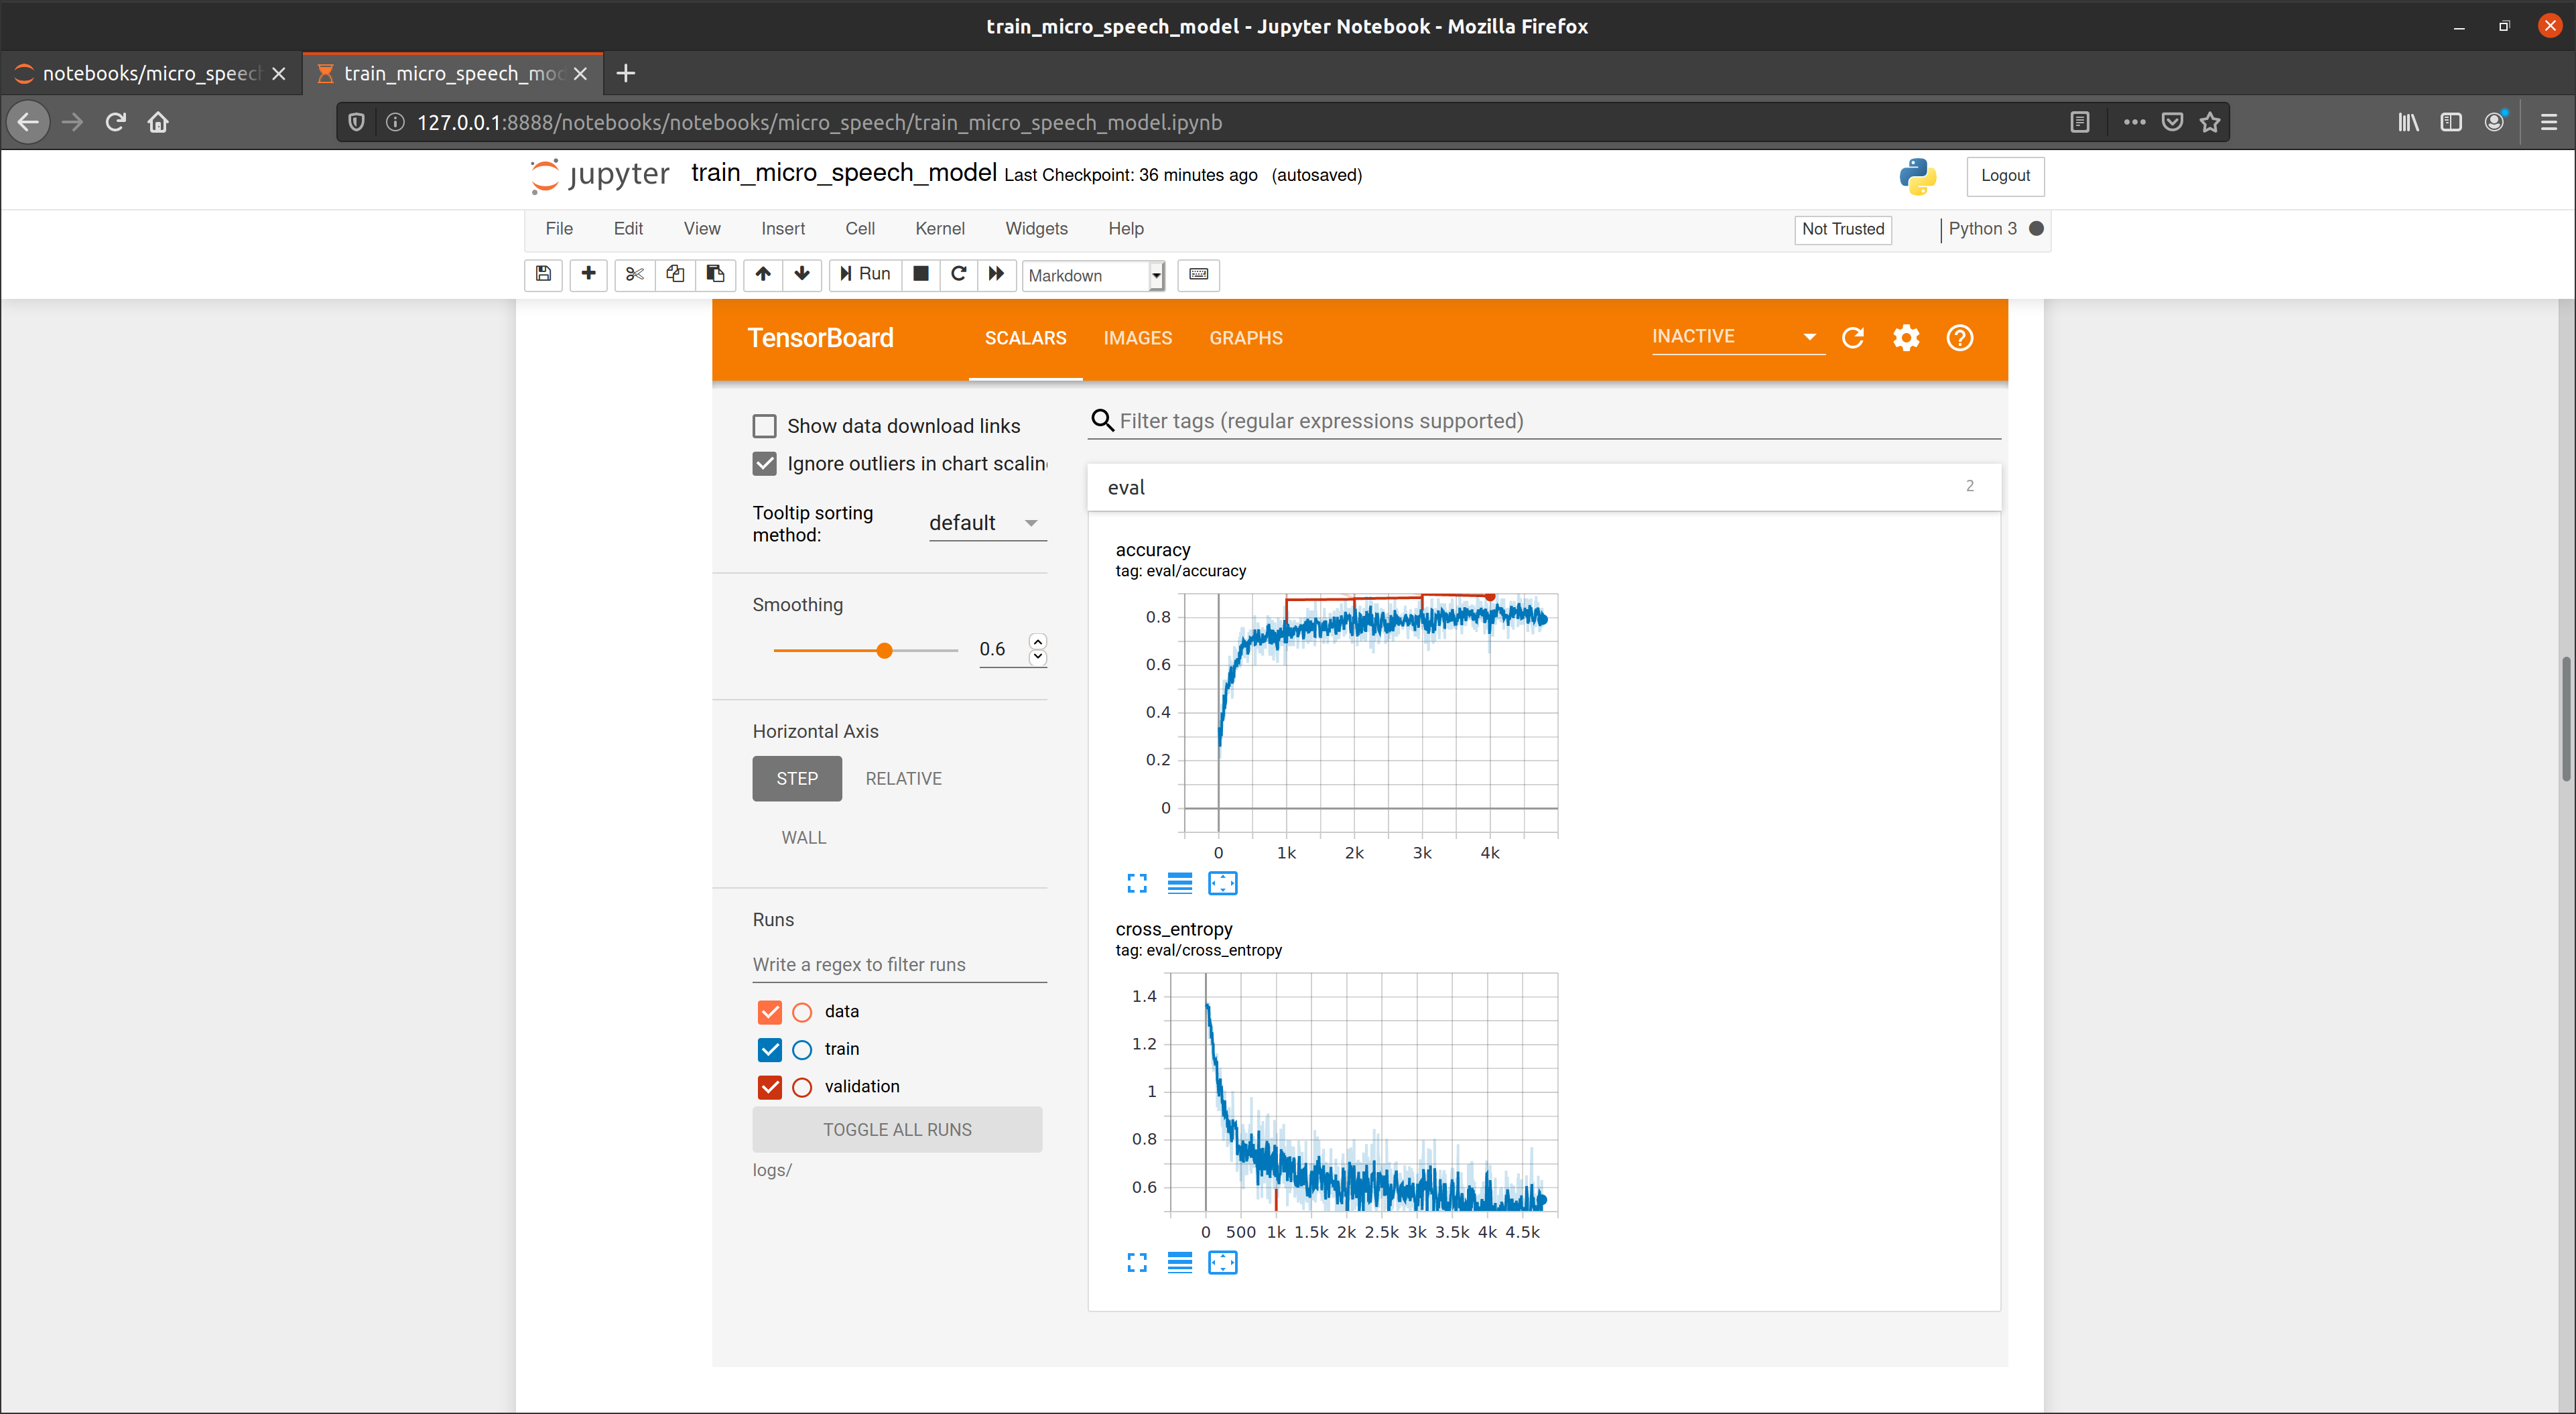 train_micro_speech_model - Jupyter Notebook - Mozilla Firefox
notebooks/micro_speech
train_micro_speech_mod
127.0.0.1:8888/notebooks/notebooks/micro_speech/train_micro_speech_model.ipynb
jupyter train_micro_speech_model Last Checkpoint: 36 minutes ago (autosaved)
Logout
File Edit View Insert Cell Kernel Widgets Help
Not Trusted
Python 3
Run
Markdown
TensorBoard
SCALARS IMAGES GRAPHS
INACTIVE
Show data download links
Ignore outliers in chart scalin
Tooltip sorting
method:
default
Smoothing
0.6
Horizontal Axis
STEP RELATIVE
WALL
Runs
Write a regex to filter runs
data
train
validation
TOGGLE ALL RUNS
logs/
Filter tags (regular expressions supported)
eval
2
accuracy
tag: eval/accuracy
0.8
0.6
0.4
0.2
0
0 1k 2k 3k 4k
cross_entropy
tag: eval/cross_entropy
1.4
1.2
1
0.8
0.6
0 500 1k 1.5k 2k 2.5k 3k 3.5k 4k 4.5k